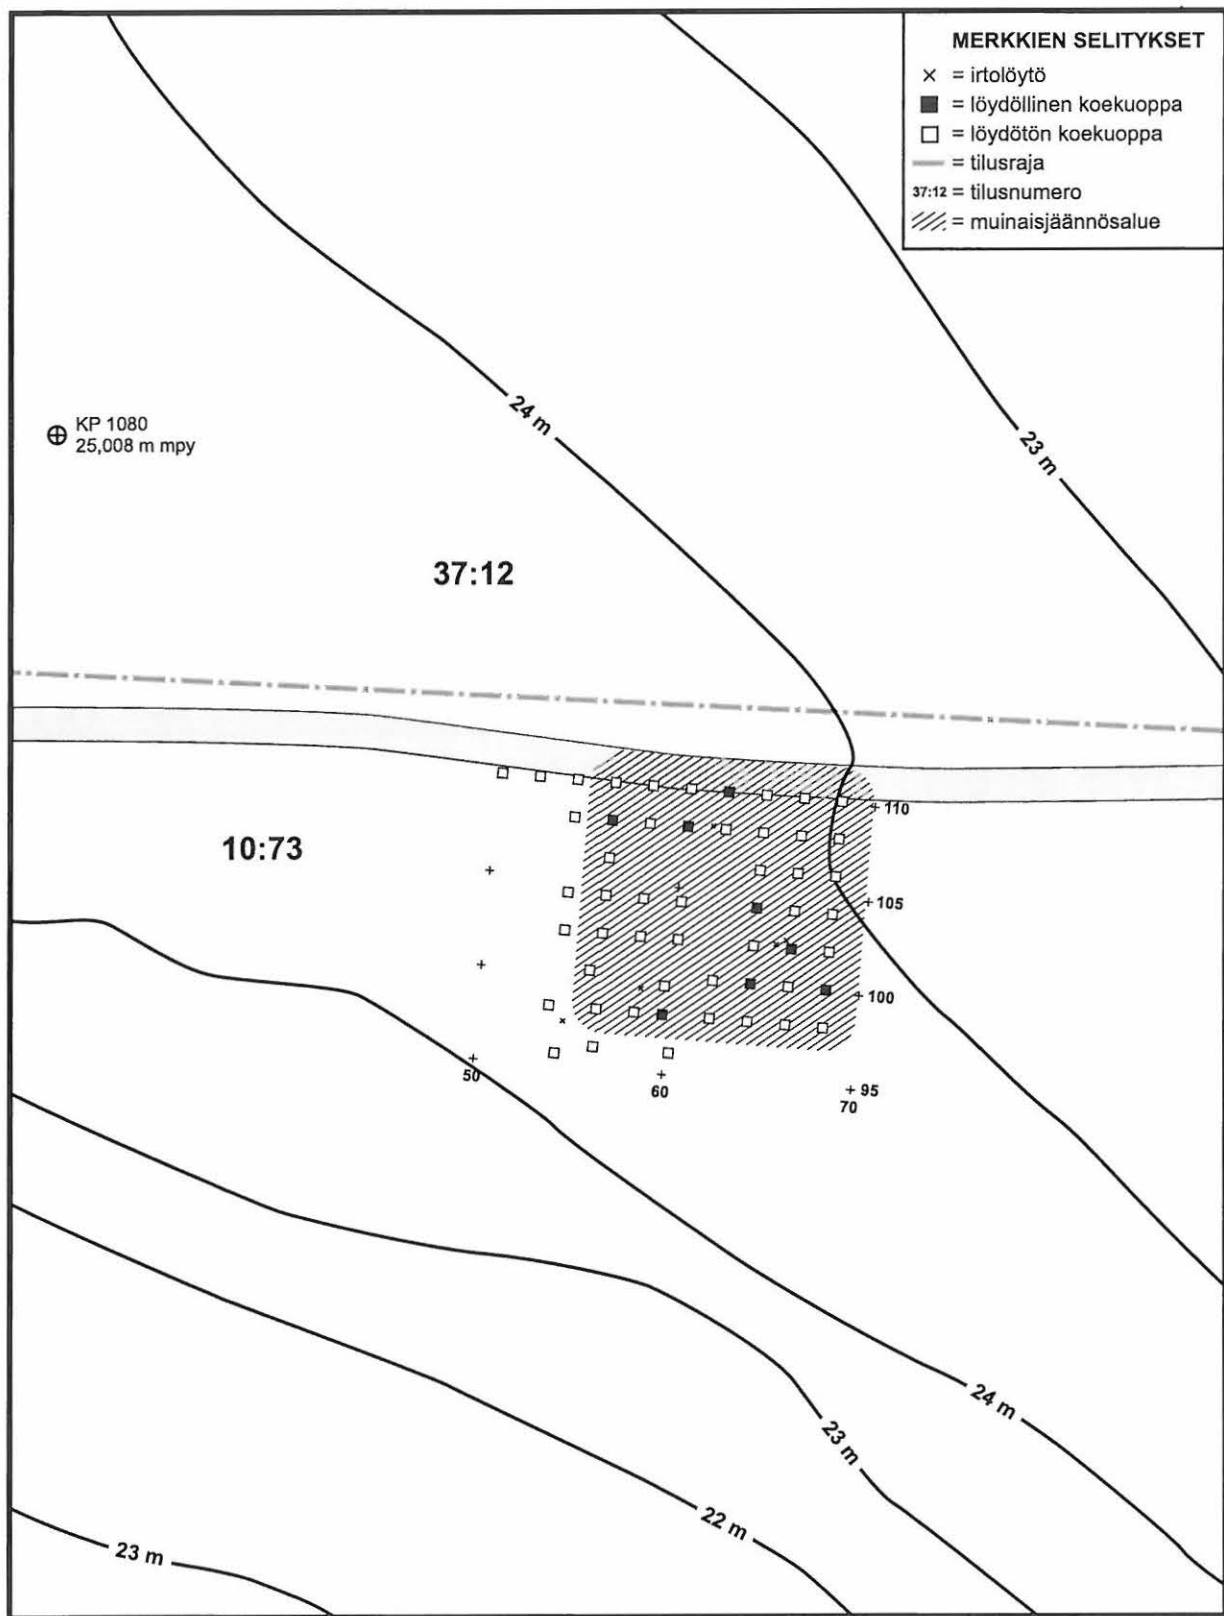 MERKKIEN SELITYKSET
× = irtolöytö
■ = löydöllinen koekuoppa
□ = löydötön koekuoppa
= tilusraja
37:12 = tilusnumero
= muinaisjäännösalue
24 m
23 m
KP 1080
25,008 m mpy
37:12
110
10:73
105
100
50
60
95
70
24 m
23 m
22 m
23 m